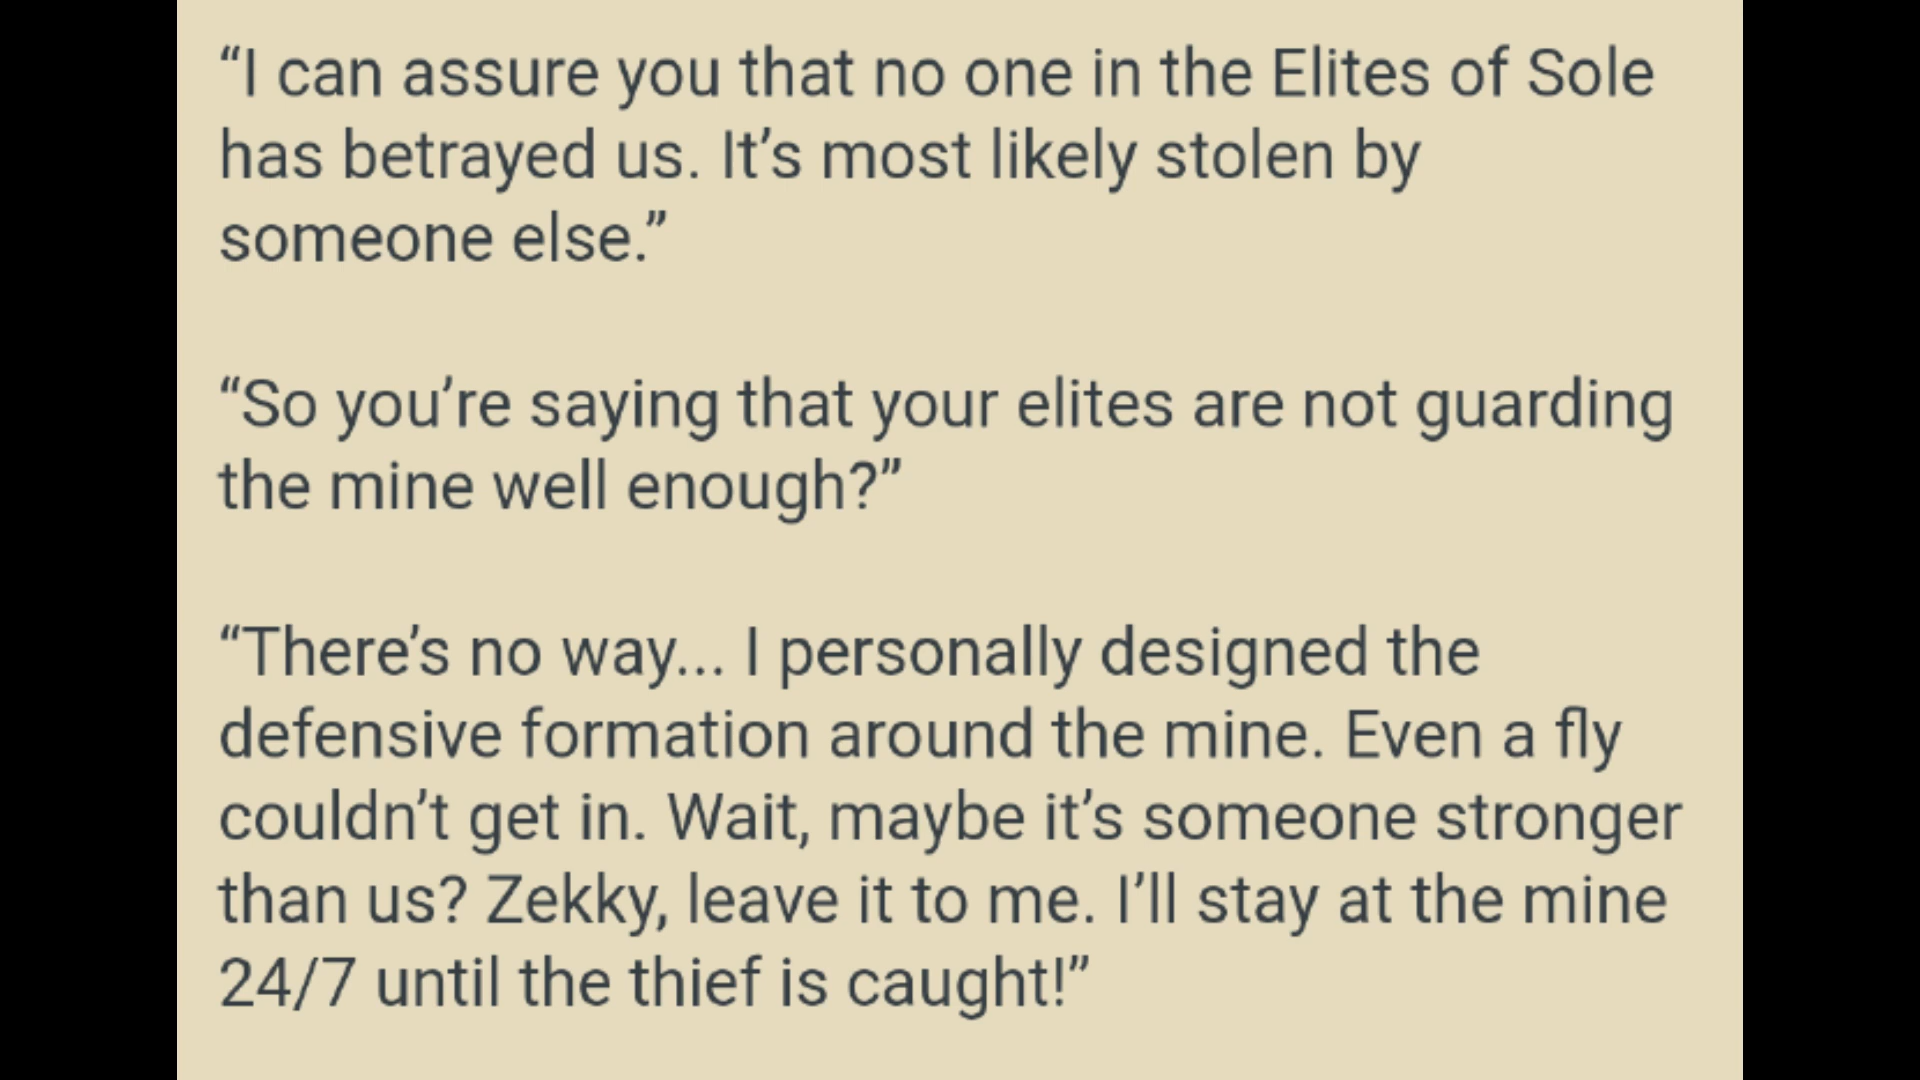 “I can assure you that no one in the Elites of Sole
has betrayed us. It’s most likely stolen by
someone else.”
“So you’re saying that your elites are not guarding
the mine well enough?”
“There’s no way... I personally designed the
defensive formation around the mine. Even a fly
couldn’t get in. Wait, maybe it’s someone stronger
than us? Zekky, leave it to me. I’ll stay at the mine
24/7 until the thief is caught!”